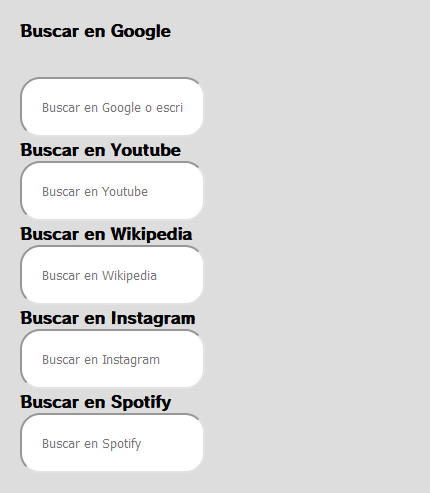 Buscar en Google
Buscar en Google o escri
Buscar en Youtube
Buscar en Youtube
Buscar en Wikipedia
Buscar en Wikipedia
Buscar en Instagram
Buscar en Instagram
Buscar en Spotify
Buscar en Spotify